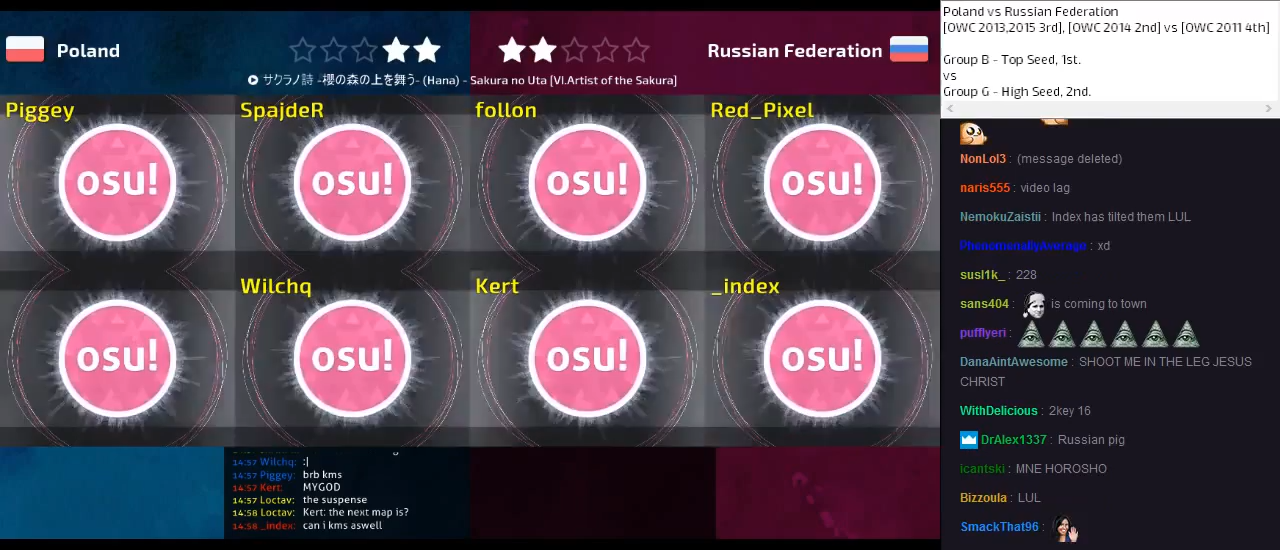 Poland
Russian Federation
サクラノ詩 -櫻の森の上を舞う- (Hana) - Sakura no Uta [VI.Artist of the Sakura]
Piggey
SpajdeR
follon
Red_Pixel
osu!
osu!
osu!
osu!
Wilchq
Kert
_index
osu!
osu!
osu!
osu!
14:57 Wilchq: :|
14:57 Piggey: brb kms
14:57 Kert: MYGOD
14:57 Loctav: the suspense
14:58 Loctav: Kert: the next map is?
14:58 _index: can i kms aswell
Poland vs Russian Federation
[OWC 2013,2015 3rd], [OWC 2014 2nd] vs [OWC 2011 4th]
Group B - Top Seed, 1st.
vs
Group G - High Seed, 2nd.
NonLol3 : (message deleted)
naris555 : video lag
NemokuZaistii : Index has tilted them LUL
PhenomenallyAverage : xd
susl1k_ : 228
sans404 : is coming to town
pufflyeri :
DanaAintAwesome : SHOOT ME IN THE LEG JESUS
CHRIST
WithDelicious : 2key 16
DrAlex1337 : Russian pig
icantski : MNE HOROSHO
Bizzoula : LUL
SmackThat96 :